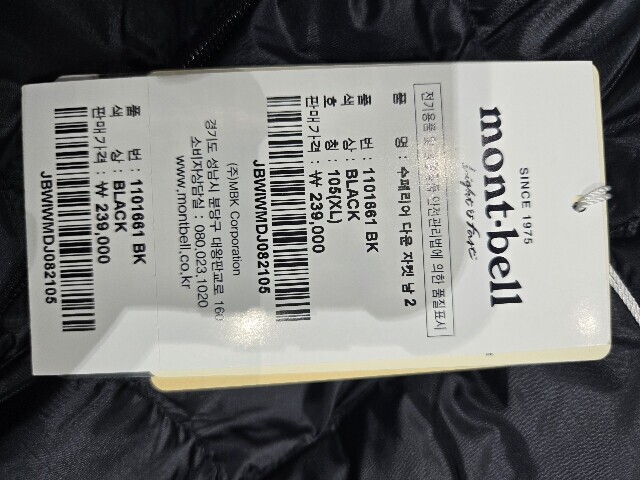 SINCE 1975
mont-bell
Light & Fast
전기용품 및 생활용품 안전관리법에 의한 품질표시
품 명 : 수페리어 다운 자켓 남 2
품 번 : 1101661 BK
색 상 : BLACK
호 칭 : 105(XL)
판매가격 : ₩ 239,000
JBWWMDJ082105
(주)MBK Corporation
경기도 성남시 분당구 대왕판교로 160
소비자상담실 : 080.023.1020
www.montbell.co.kr
품 번 : 1101661 BK
색 상 : BLACK
판매가격 : ₩ 239,000
JBWWMDJ082105